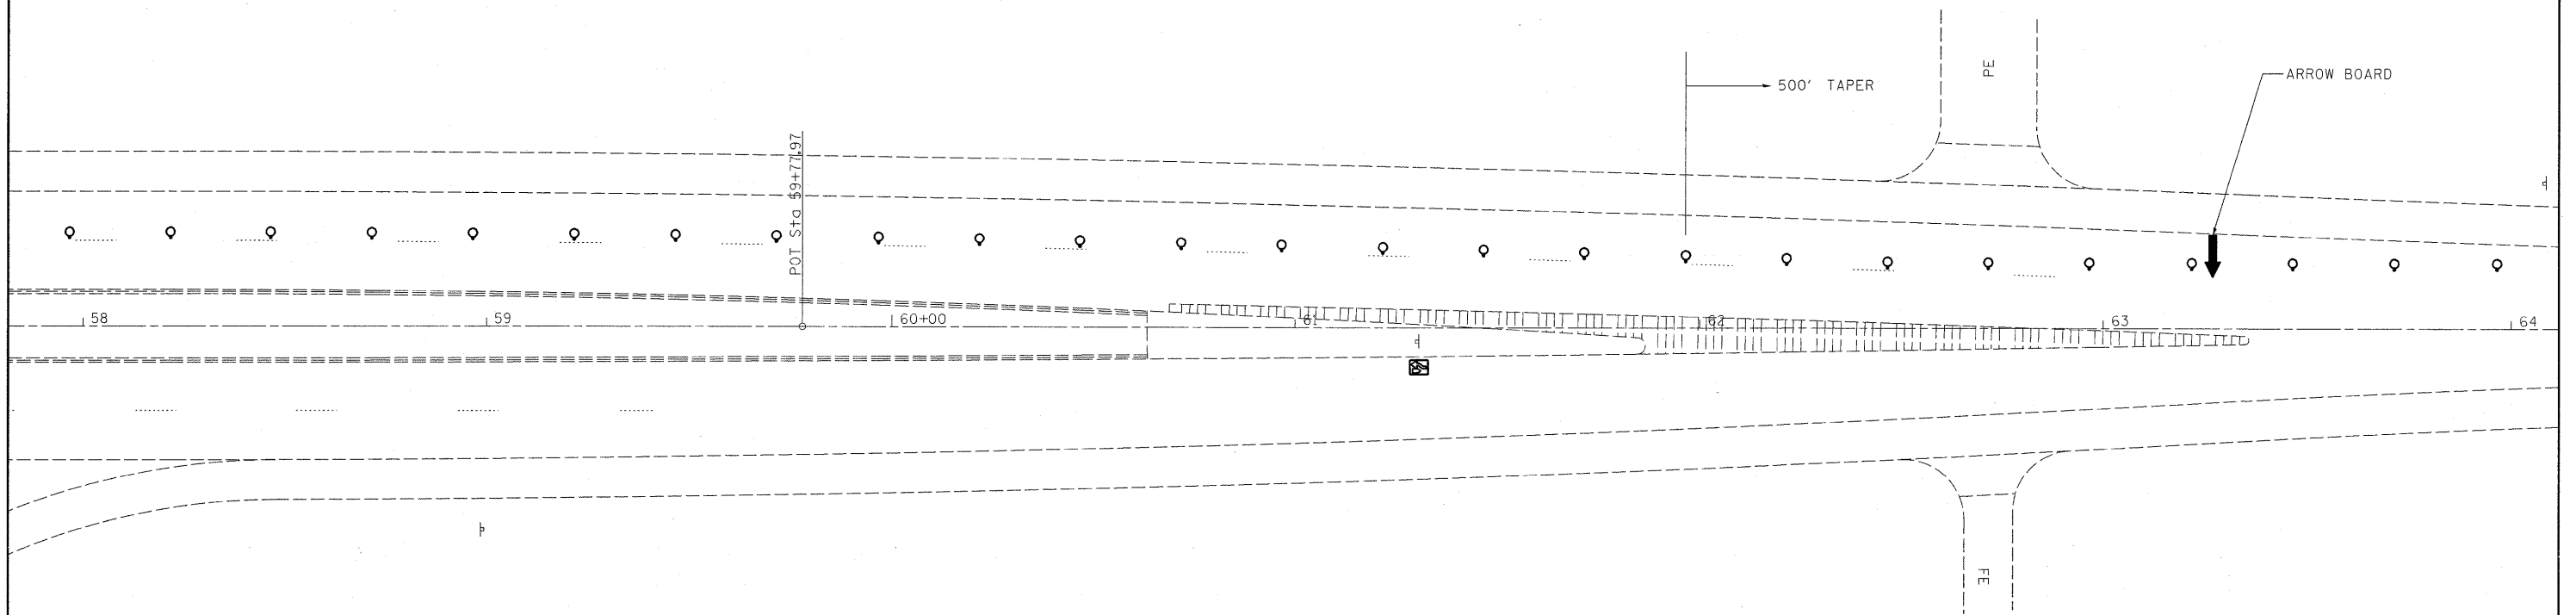 PE
ARROW BOARD
500' TAPER
POT Sta 59+77.97
58
59
60+00
61
62
63
64
FE